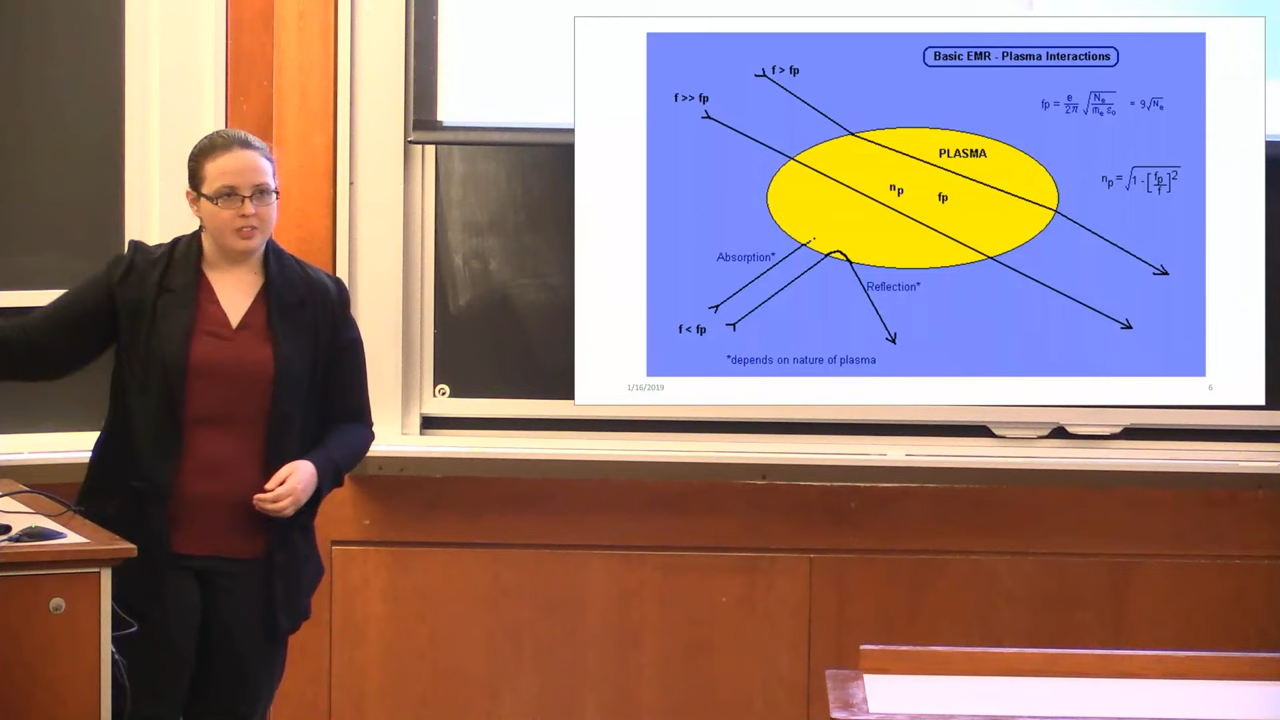 Basic EMR - Plasma Interactions
f > fp
f >> fp
fp = e/2π √(Nₑ/(mₑ ε₀)) = 9√Nₑ
PLASMA
nₚ = √(1 - [fp/f]²)
nₚ
fp
Absorption*
Reflection*
f < fp
*depends on nature of plasma
1/16/2019
6